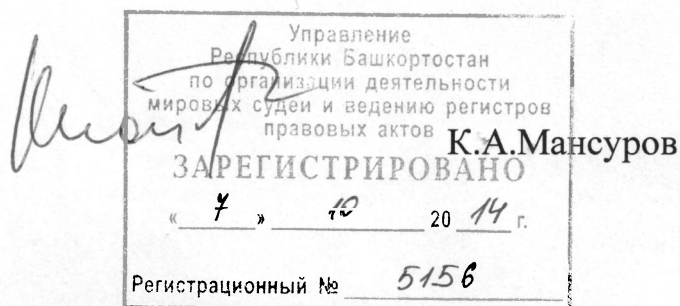 Управление
Республики Башкортостан
по организации деятельности
мировых судей и ведению регистров
правовых актов
К.А.Мансуров
ЗАРЕГИСТРИРОВАНО
« 7 » 10 20 14 г.
Регистрационный № 5156